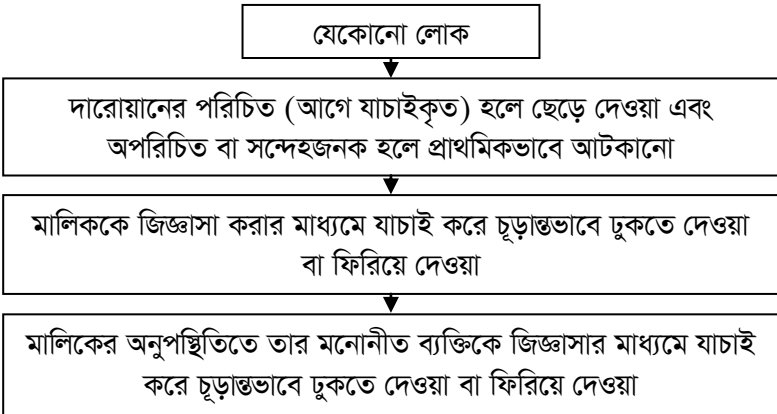 যেকোনো লোক
দারোয়ানের পরিচিত (আগে যাচাইকৃত) হলে ছেড়ে দেওয়া এবং
অপরিচিত বা সন্দেহজনক হলে প্রাথমিকভাবে আটকানো
মালিককে জিজ্ঞাসা করার মাধ্যমে যাচাই করে চূড়ান্তভাবে ঢুকতে দেওয়া
বা ফিরিয়ে দেওয়া
মালিকের অনুপস্থিতিতে তার মনোনীত ব্যক্তিকে জিজ্ঞাসার মাধ্যমে যাচাই
করে চূড়ান্তভাবে ঢুকতে দেওয়া বা ফিরিয়ে দেওয়া